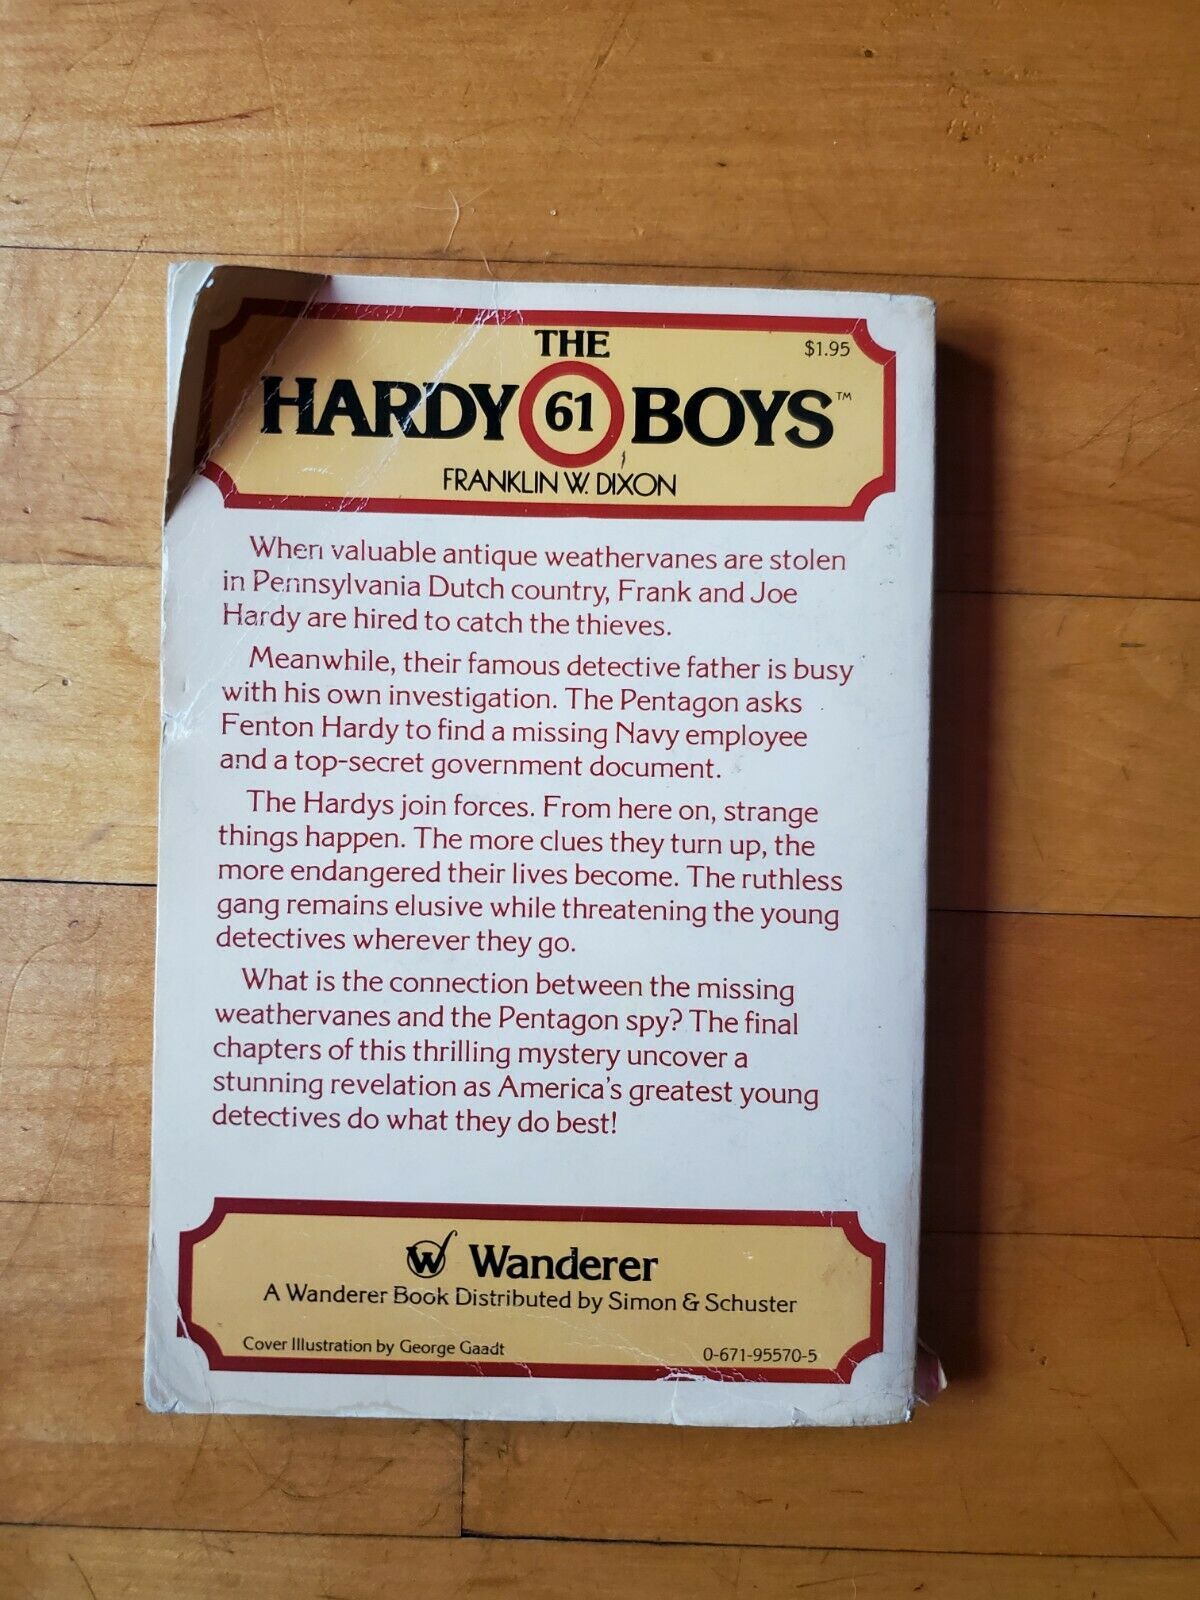 THE
$1.95
HARDY 61 BOYS™
FRANKLIN W. DIXON
When valuable antique weathervanes are stolen
in Pennsylvania Dutch country, Frank and Joe
Hardy are hired to catch the thieves.
Meanwhile, their famous detective father is busy
with his own investigation. The Pentagon asks
Fenton Hardy to find a missing Navy employee
and a top-secret government document.
The Hardys join forces. From here on, strange
things happen. The more clues they turn up, the
more endangered their lives become. The ruthless
gang remains elusive while threatening the young
detectives wherever they go.
What is the connection between the missing
weathervanes and the Pentagon spy? The final
chapters of this thrilling mystery uncover a
stunning revelation as America's greatest young
detectives do what they do best!
W Wanderer
A Wanderer Book Distributed by Simon & Schuster
Cover Illustration by George Gaadt
0-671-95570-5